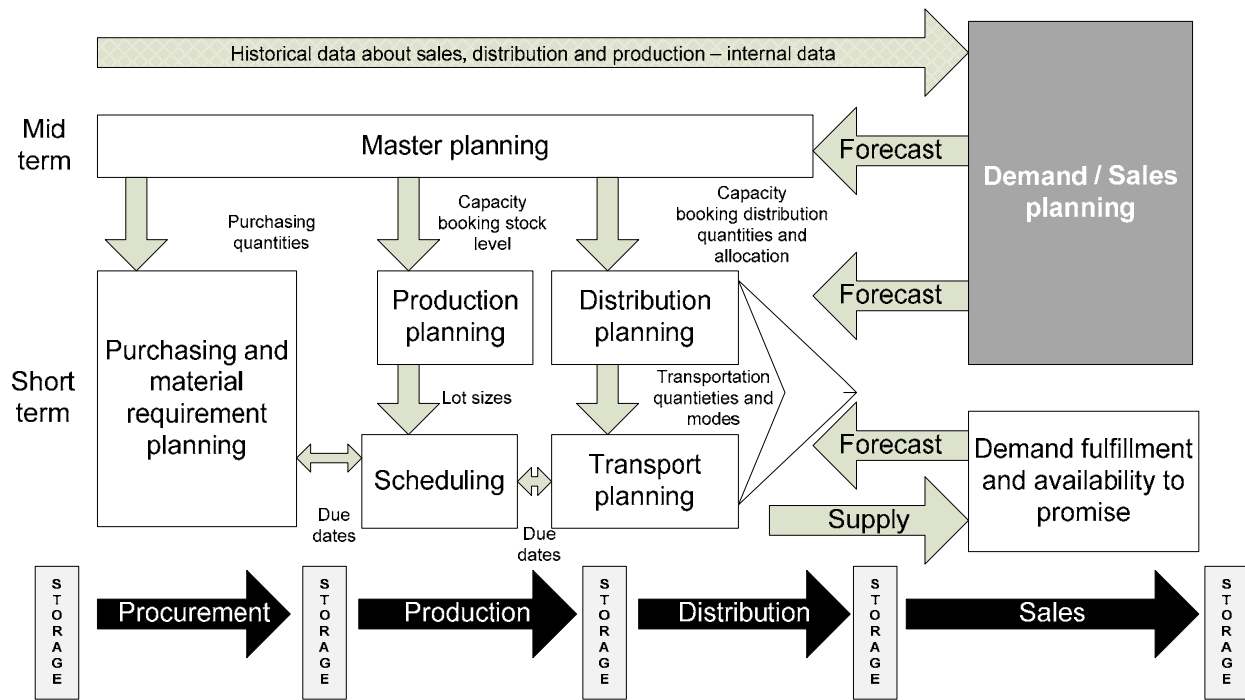 Historical data about sales, distribution and production – internal data
Mid
term
Master planning
Forecast
Demand / Sales
planning
Purchasing
quantities
Capacity
booking stock
level
Capacity
booking distribution
quantities and
allocation
Forecast
Short
term
Purchasing and
material
requirement
planning
Production
planning
Distribution
planning
Lot sizes
Transportation
quantieties and
modes
Scheduling
Transport
planning
Forecast
Demand fulfillment
and availability to
promise
Supply
Due
dates
Due
dates
STORAGE
Procurement
STORAGE
Production
STORAGE
Distribution
STORAGE
Sales
STORAGE